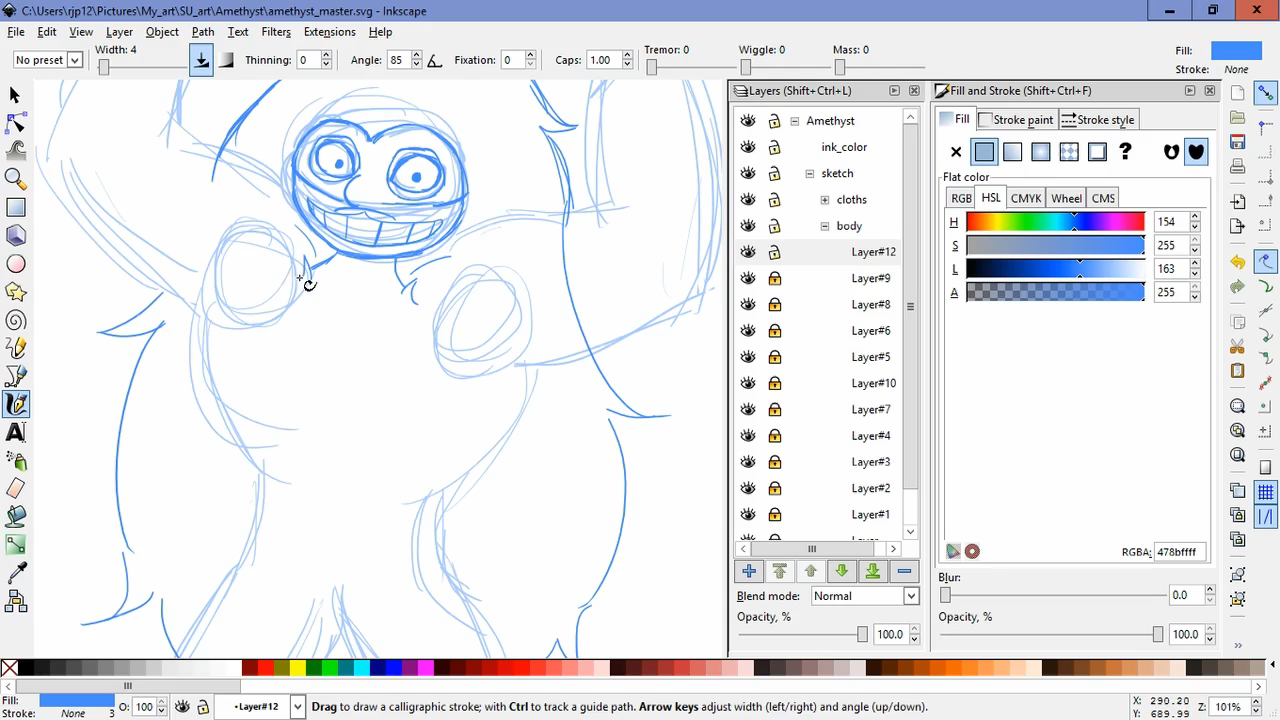 C:\Users\rjp12\Pictures\My_art\SU_art\Amethyst\amethyst_master.svg - Inkscape
File Edit View Layer Object Path Text Filters Extensions Help
No preset Width: 4 Thinning: 0 Angle: 85 Fixation: 0 Caps: 1.00 Tremor: 0 Wiggle: 0 Mass: 0 Fill:
Stroke: None
Layers (Shift+Ctrl+L)
Amethyst
ink_color
sketch
cloths
body
Layer#12
Layer#9
Layer#8
Layer#6
Layer#5
Layer#10
Layer#7
Layer#4
Layer#3
Layer#2
Layer#1
Blend mode: Normal
Opacity, % 100.0
Fill and Stroke (Shift+Ctrl+F)
Fill Stroke paint Stroke style
Flat color
RGB HSL CMYK Wheel CMS
H 154
S 255
L 163
A 255
RGBA: 478bffff
Blur:
0.0
Opacity, %
100.0
Fill:
Stroke: None 3 O: 100 •Layer#12 Drag to draw a calligraphic stroke; with Ctrl to track a guide path. Arrow keys adjust width (left/right) and angle (up/down). X: 290.20 Y: 689.99 Z: 101%